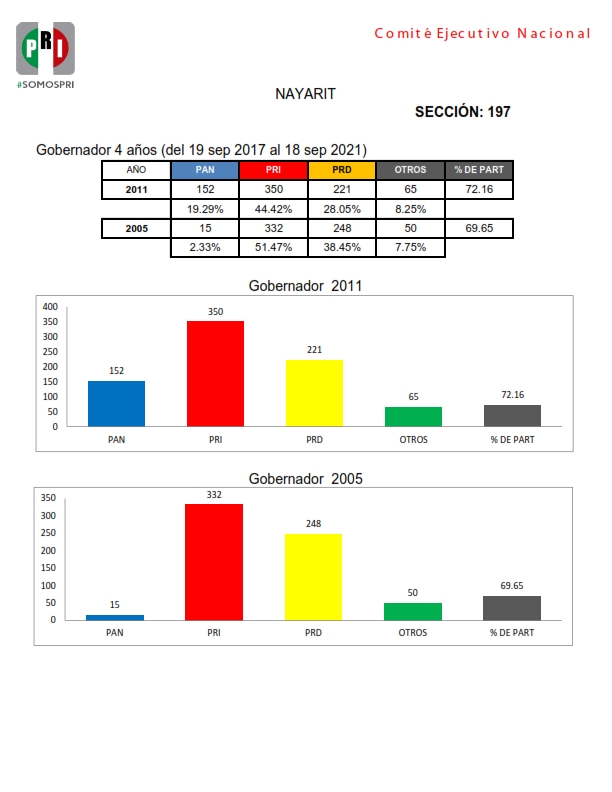 Comité Ejecutivo Nacional
PRI
#SOMOSPRI
NAYARIT
SECCIÓN: 197
Gobernador 4 años (del 19 sep 2017 al 18 sep 2021)
AÑO PAN PRI PRD OTROS % DE PART
2011 152 350 221 65 72.16
19.29% 44.42% 28.05% 8.25%
2005 15 332 248 50 69.65
2.33% 51.47% 38.45% 7.75%
Gobernador 2011
400
350
300
250
200
150
100
50
0
152
350
221
65
72.16
PAN PRI PRD OTROS % DE PART
Gobernador 2005
350
300
250
200
150
100
50
0
15
332
248
50
69.65
PAN PRI PRD OTROS % DE PART